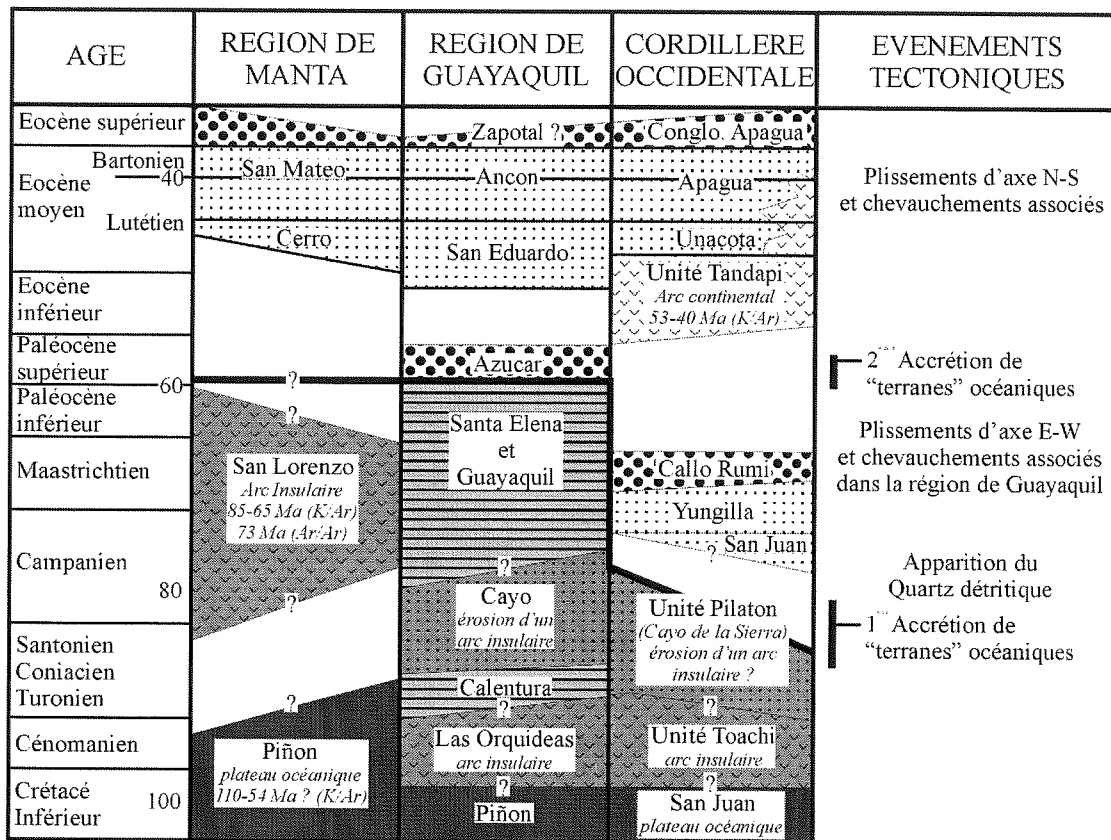 AGE
REGION DE
MANTA
REGION DE
GUAYAQUIL
CORDILLERE
OCCIDENTALE
EVENEMENTS
TECTONIQUES
Eocène supérieur
Bartonien
Eocène
moyen
40
Lutétien
Eocène
inférieur
Paléocène
supérieur
60
Paléocène
inférieur
Maastrichtien
Campanien
80
Santonien
Coniacien
Turonien
Cénomanien
Crétacé
Inférieur
100
San Mateo
Cerro
?
?
San Lorenzo
Arc Insulaire
85-65 Ma (K/Ar)
73 Ma (Ar/Ar)
?
?
Piñon
plateau océanique
110-54 Ma ? (K/Ar)
Zapotal ?
Ancon
San Eduardo
Azucar
Santa Elena
et
Guayaquil
?
Cayo
érosion d'un
arc insulaire
Calentura
?
Las Orquideas
arc insulaire
?
Piñon
Conglo. Apagua
Apagua
Unacota
Unité Tandapi
Arc continental
53-40 Ma (K/Ar)
Callo Rumi
Yungilla
? San Juan
Unité Pilaton
(Cayo de la Sierra)
érosion d'un arc
insulaire ?
?
Unité Toachi
arc insulaire
?
San Juan
plateau océanique
Plissements d'axe N-S
et chevauchements associés
2 Accrétion de
"terranes" océaniques
Plissements d'axe E-W
et chevauchements associés
dans la région de Guayaquil
Apparition du
Quartz détritique
1 Accrétion de
"terranes" océaniques